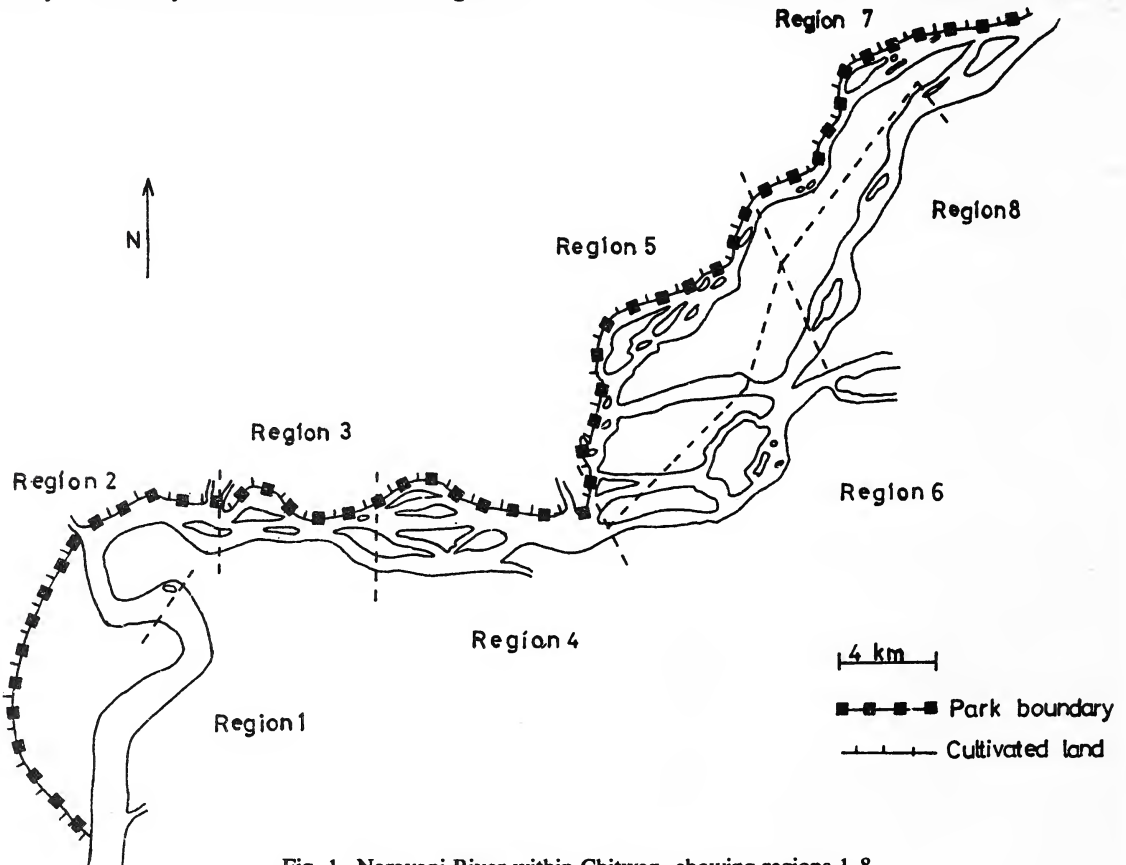 Region 7
Region 8
N
Region 5
Region 3
Region 2
Region 6
Region 4
4 km
Park boundary
Region 1
Cultivated land
Fig. 1. Narayani River within Chitwan, showing regions 1-8